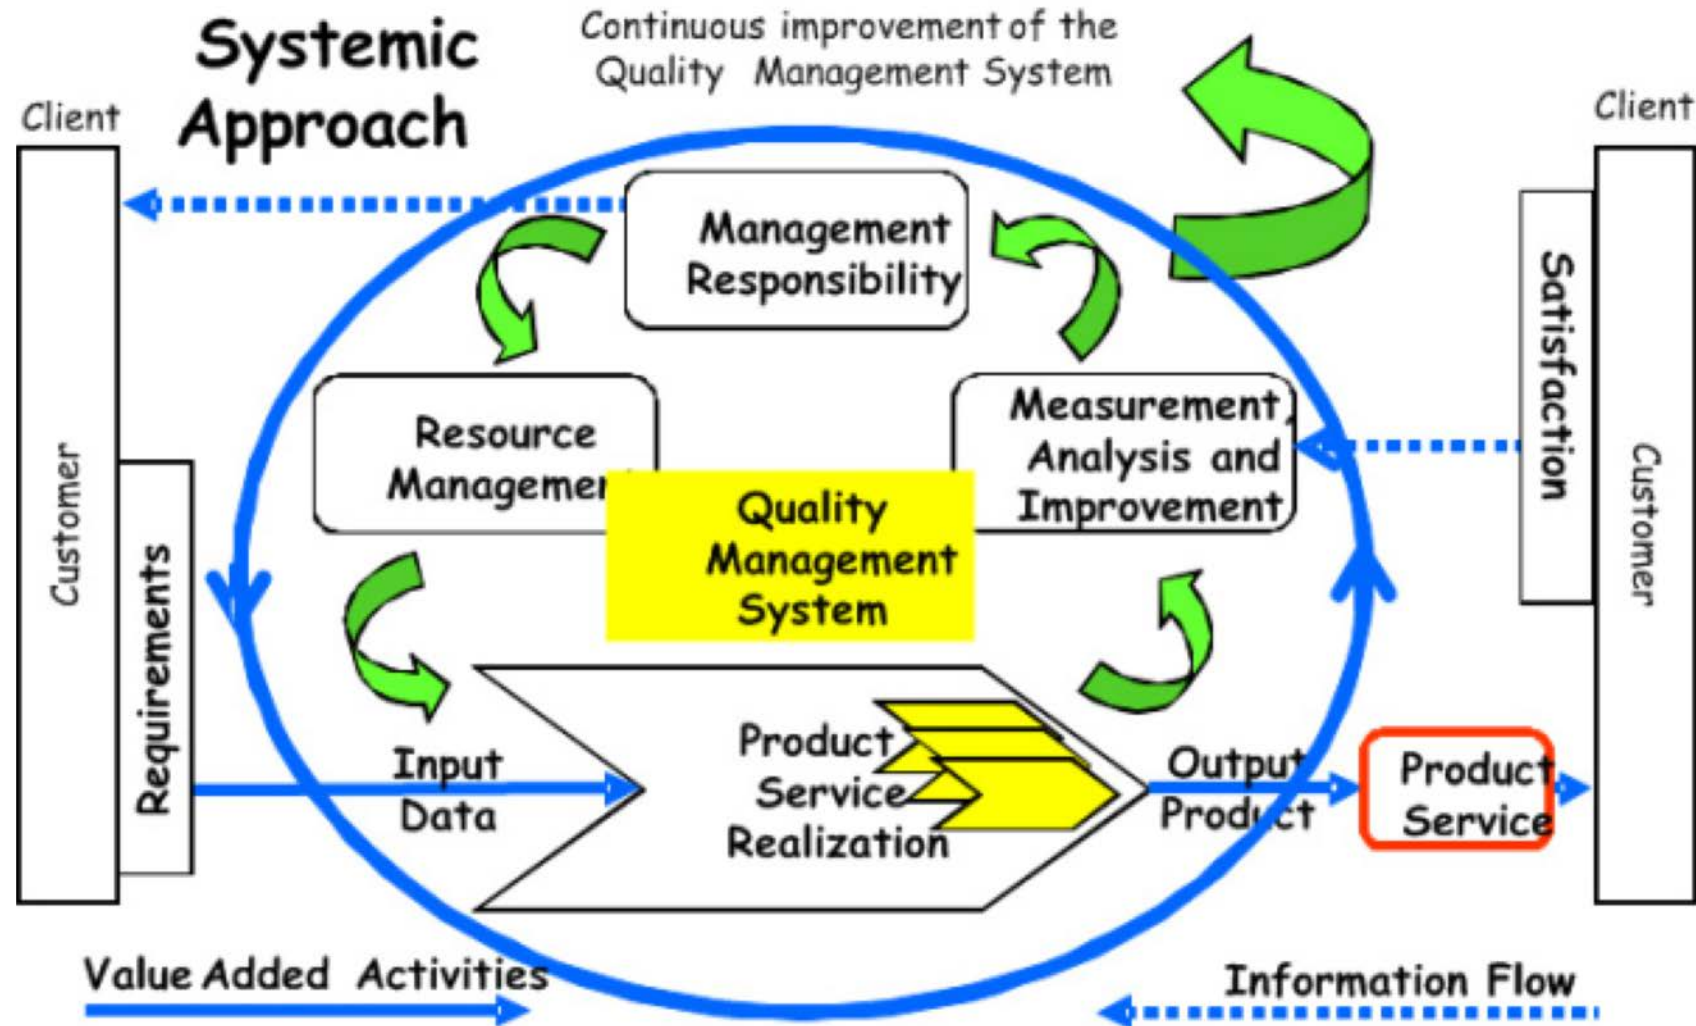 Systemic
Approach
Continuous improvement of the
Quality Management System
Client
Client
Customer
Requirements
Management
Responsibility
Resource
Managemen
Measurement,
Analysis and
Improvement
Quality
Management
System
Satisfaction
Customer
Input
Data
Product
Service
Realization
Output
Product
Product
Service
Value Added Activities
Information Flow